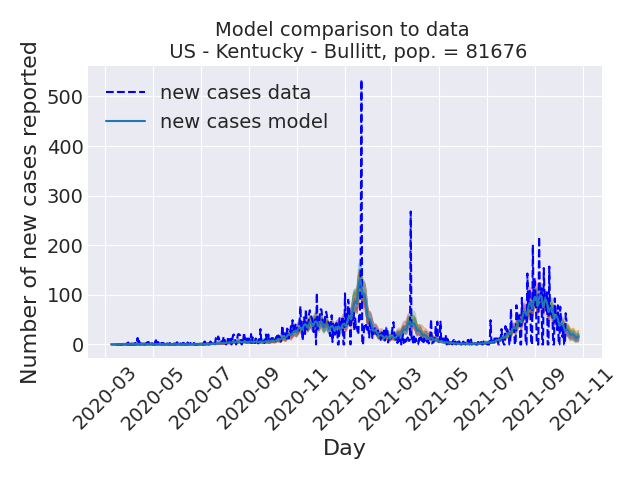 Model comparison to data
US - Kentucky - Bullitt, pop. = 81676
Number of new cases reported
500
400
300
200
100
0
new cases data
new cases model
2020-03
2020-05
2020-07
2020-09
2020-11
2021-01
2021-03
2021-05
2021-07
2021-09
2021-11
Day